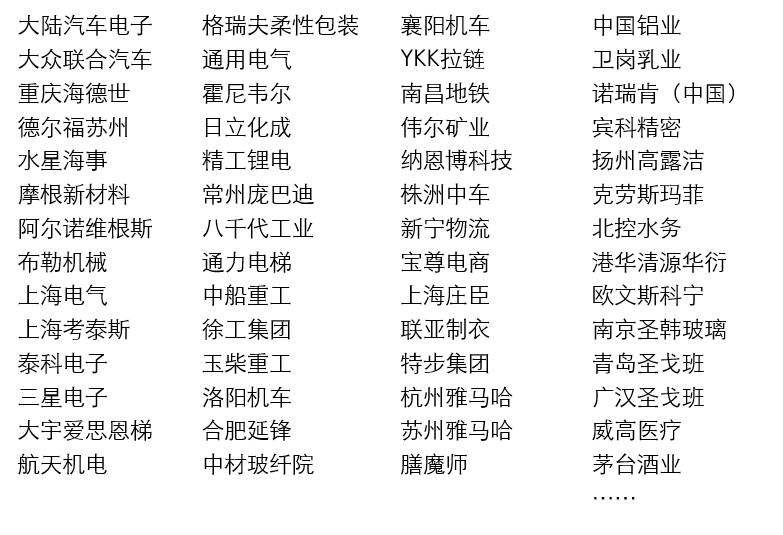 大陆汽车电子 格瑞夫柔性包装 襄阳机车 中国铝业
大众联合汽车 通用电气 YKK拉链 卫岗乳业
重庆海德世 霍尼韦尔 南昌地铁 诺瑞肯（中国）
德尔福苏州 日立化成 伟尔矿业 宾科精密
水星海事 精工锂电 纳恩博科技 扬州高露洁
摩根新材料 常州庞巴迪 株洲中车 克劳斯玛菲
阿尔诺维根斯 八千代工业 新宁物流 北控水务
布勒机械 通力电梯 宝尊电商 港华清源华衍
上海电气 中船重工 上海庄臣 欧文斯科宁
上海考泰斯 徐工集团 联亚制衣 南京圣韩玻璃
泰科电子 玉柴重工 特步集团 青岛圣戈班
三星电子 洛阳机车 杭州雅马哈 广汉圣戈班
大宇爱思恩梯 合肥延锋 苏州雅马哈 威高医疗
航天机电 中材玻纤院 膳魔师 茅台酒业
……